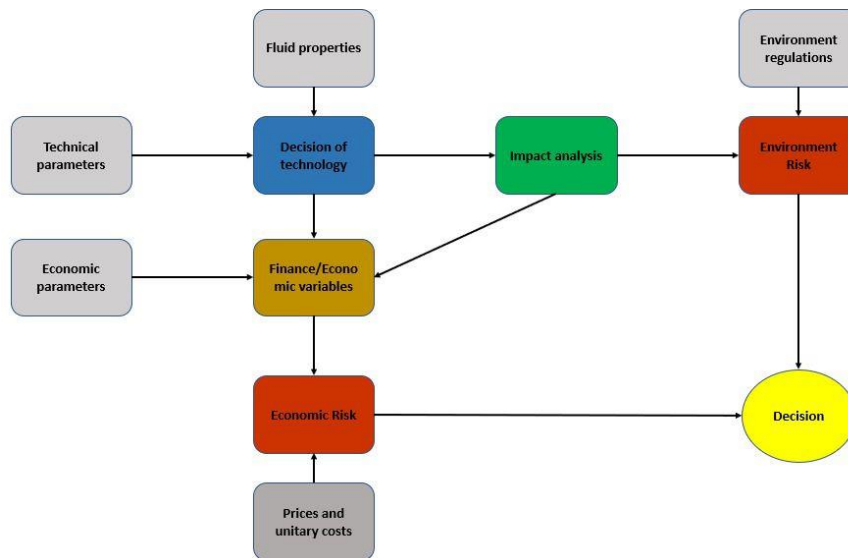 Fluid properties
Environment
regulations
Technical
parameters
Decision of
technology
Impact analysis
Environment
Risk
Economic
parameters
Finance/Econo
mic variables
Economic Risk
Decision
Prices and
unitary costs